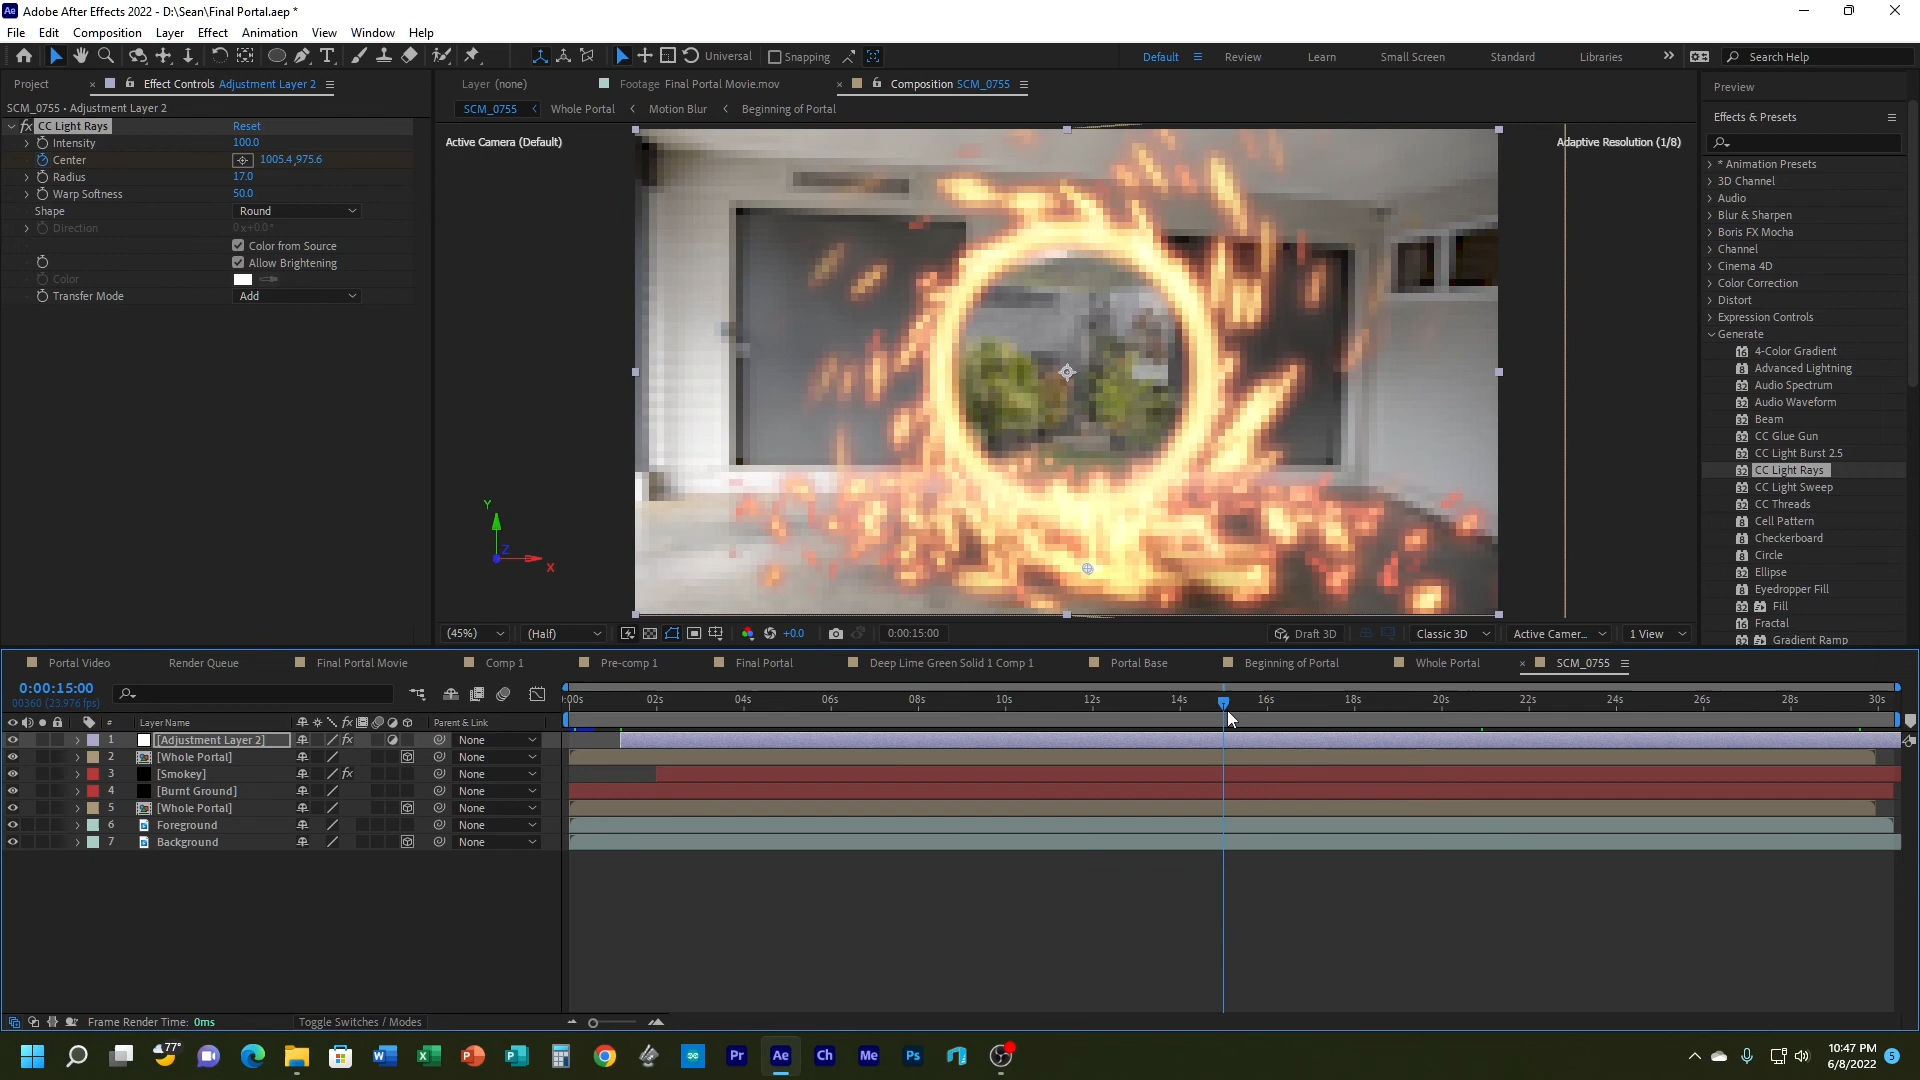 Adobe After Effects 2022 - D:\Sean\Final Portal.aep *
File Edit Composition Layer Effect Animation View Window Help
Universal Snapping Default Review Learn Small Screen Standard Libraries Search Help
Project Effect Controls Adjustment Layer 2 Layer (none) Footage Final Portal Movie.mov Composition SCM_0755 Preview
SCM_0755 • Adjustment Layer 2
SCM_0755 Whole Portal Motion Blur Beginning of Portal
fx CC Light Rays Reset
Intensity 100.0
Center 1005.4,975.6
Radius 17.0
Warp Softness 50.0
Shape Round
Direction 0x+0.0°
Color from Source
Allow Brightening
Color
Transfer Mode Add
Active Camera (Default)
Adaptive Resolution (1/8)
Y
Z
X
(45%) (Half) +0.0 0:00:15:00 Draft 3D Classic 3D Active Camer... 1 View
Effects & Presets
* Animation Presets
3D Channel
Audio
Blur & Sharpen
Boris FX Mocha
Channel
Cinema 4D
Color Correction
Distort
Expression Controls
Generate
4-Color Gradient
Advanced Lightning
Audio Spectrum
Audio Waveform
Beam
CC Glue Gun
CC Light Burst 2.5
CC Light Rays
CC Light Sweep
CC Threads
Cell Pattern
Checkerboard
Circle
Ellipse
Eyedropper Fill
Fill
Fractal
Gradient Ramp
Portal Video Render Queue Final Portal Movie Comp 1 Pre-comp 1 Final Portal Deep Lime Green Solid 1 Comp 1 Portal Base Beginning of Portal Whole Portal SCM_0755
0:00:15:00
00360 (23.976 fps)
:00s 02s 04s 06s 08s 10s 12s 14s 16s 18s 20s 22s 24s 26s 28s 30s
# Layer Name Parent & Link
1 [Adjustment Layer 2] None
2 [Whole Portal] None
3 [Smokey] None
4 [Burnt Ground] None
5 [Whole Portal] None
6 Foreground None
7 Background None
Frame Render Time: 0ms Toggle Switches / Modes
77° Pr Ae Ch Me Ps
10:47 PM
6/8/2022
5